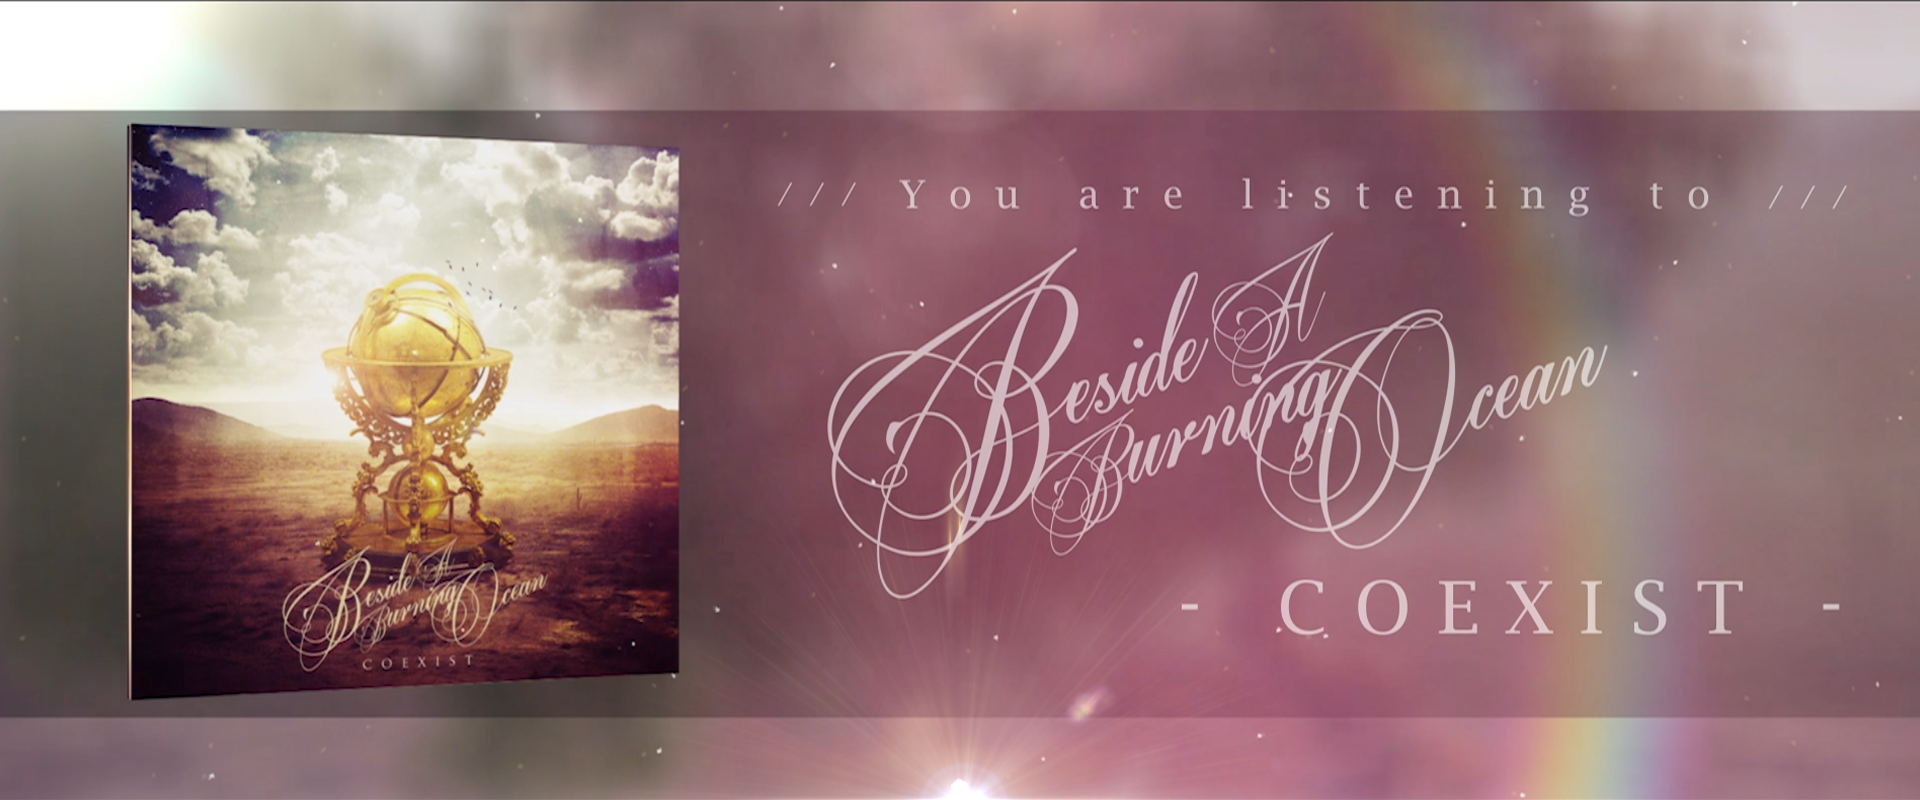 Beside A
Burning Ocean
COEXIST
/// You are listening to ///
Beside A
Burning Ocean
- COEXIST -